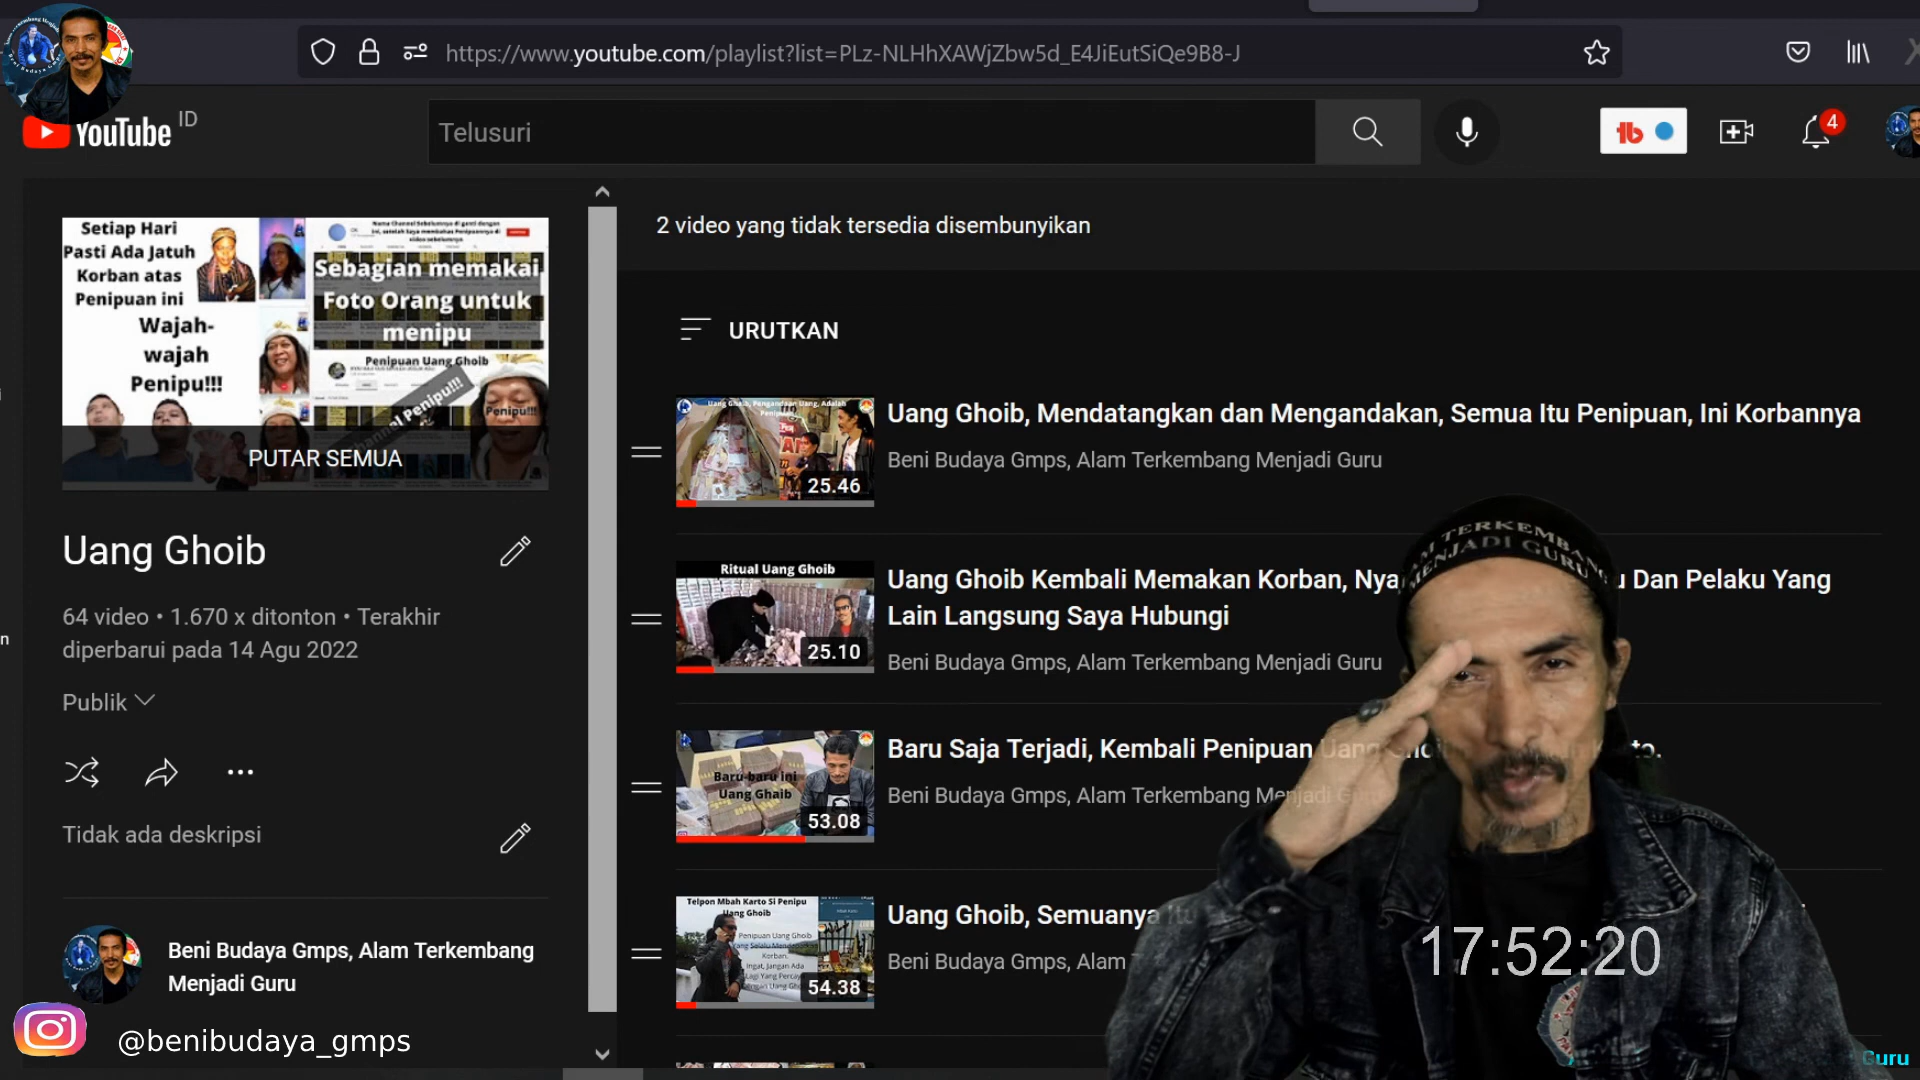 https://www.youtube.com/playlist?list=PLz-NLHhXAWjZbw5d_E4JiEutSiQe9B8-J
YouTube ID
Telusuri
4
Setiap Hari
Pasti Ada Jatuh
Korban atas
Penipuan ini
Wajah-
wajah
Penipu!!!
Nama Channel Sebelumnya di ganti dengan
ini, setelah Saya membahas Penipuannya di
video sebelumnya
Sebagian memakai
Foto Orang untuk
menipu
Penipuan Uang Ghoib
Channel Penipu!!!
Penipu!!!
PUTAR SEMUA
Uang Ghoib
64 video • 1.670 x ditonton • Terakhir
diperbarui pada 14 Agu 2022
Publik
Tidak ada deskripsi
Beni Budaya Gmps, Alam Terkembang
Menjadi Guru
@benibudaya_gmps
2 video yang tidak tersedia disembunyikan
URUTKAN
Uang Ghoib, Pengandaan Uang, Adalah
25.46
Uang Ghoib, Mendatangkan dan Mengandakan, Semua Itu Penipuan, Ini Korbannya
Beni Budaya Gmps, Alam Terkembang Menjadi Guru
Ritual Uang Ghoib
25.10
Uang Ghoib Kembali Memakan Korban, Dan Pelaku Yang
Lain Langsung Saya Hubungi
Beni Budaya Gmps, Alam Terkembang Menjadi Guru
Baru-baru ini
Uang Ghaib
53.08
Baru Saja Terjadi, Kembali Penipuan Uang
Beni Budaya Gmps, Alam Terkembang Menjadi Guru
Telpon Mbah Karto Si Penipu
Uang Ghoib
Penipuan Uang Ghoib
Yang Selalu
Korban.
Ingat, Jangan Ada
Lagi Yang Percaya
dengan Uang Ghoib
54.38
Uang Ghoib, Semuanya
Beni Budaya Gmps, Alam
TERKEMBANG
MENJADI GURU
17:52:20
Guru